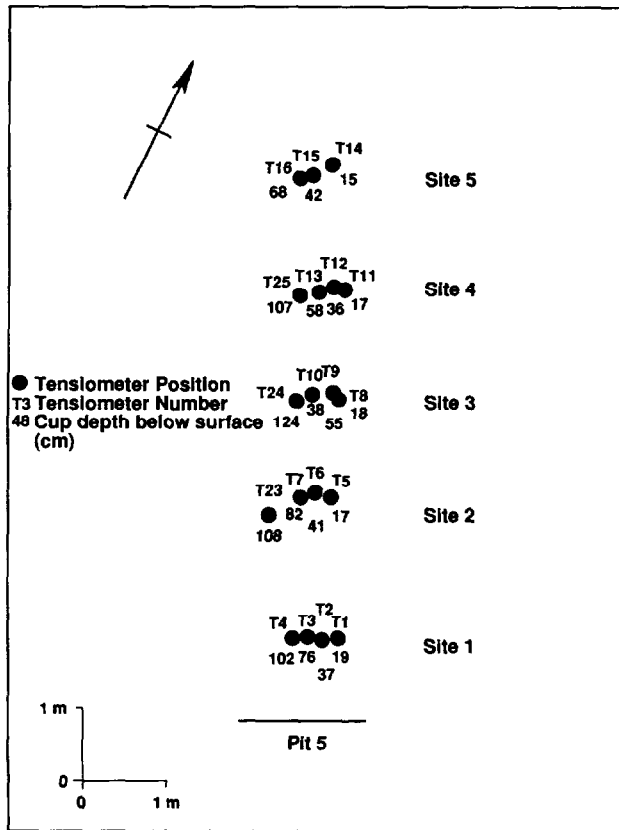 T14
T15
T16
68
42
15
Site 5
T12
T13
T11
T25
107
58
36
17
Site 4
T9
T10
T24
T8
124
38
55
18
Site 3
Tensiometer Position
T3 Tensiometer Number
48 Cup depth below surface
(cm)
T6
T7
T5
T23
82
41
17
108
Site 2
T2
T4
T3
T1
102
76
37
19
Site 1
1 m
0
0
1 m
Pit 5